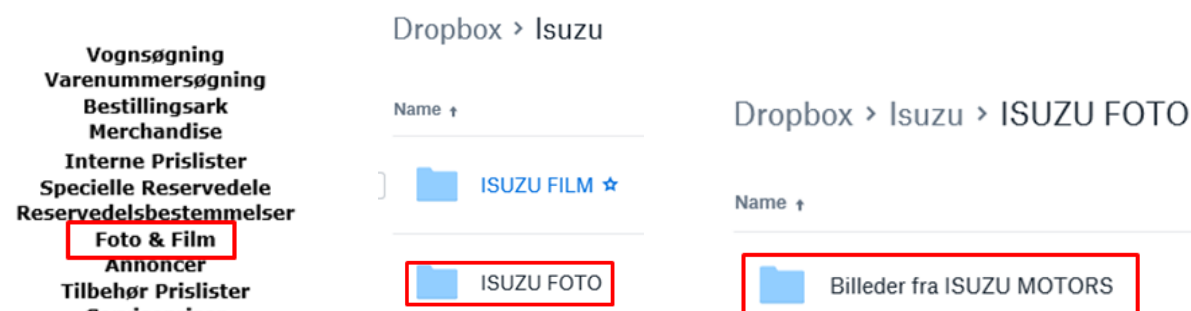 Vognsøgning
Varenummersøgning
Bestillingsark
Merchandise
Interne Prislister
Specielle Reservedele
Reservedelsbestemmelser
Foto & Film
Annoncer
Tilbehør Prislister
Dropbox > Isuzu
Name ↑
ISUZU FILM ☆
ISUZU FOTO
Dropbox > Isuzu > ISUZU FOTO
Name ↑
Billeder fra ISUZU MOTORS